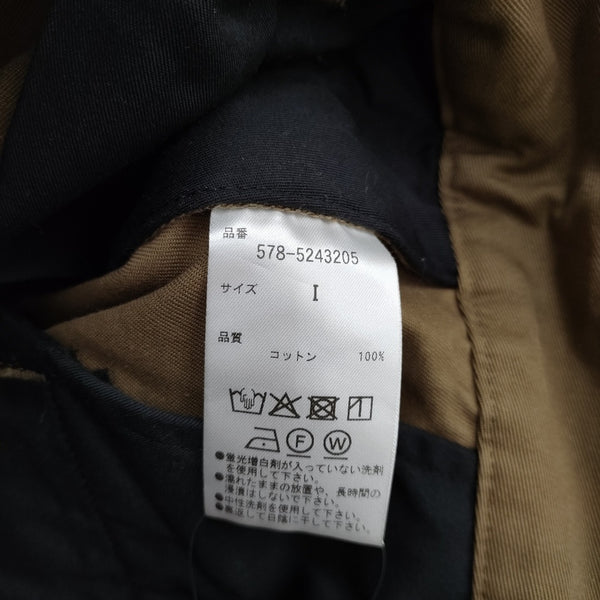 品番
578-5243205
サイズ I
品質
コットン 100%
F W
●蛍光増白剤が入っていない洗剤
を使用して下さい。
●濡れたままの放置や、長時間の
浸漬はしないで下さい。
●中性洗剤を使用して下さい。
●裏返して日陰に干して下さい。